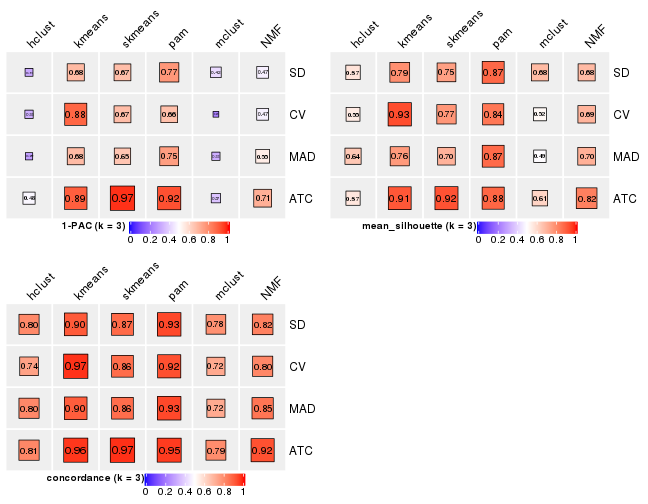 hclust kmeans skmeans pam mclust NMF
0.68 0.67 0.77 0.47 SD
0.88 0.67 0.66 0.47 CV
0.68 0.65 0.75 0.55 MAD
0.48 0.89 0.97 0.92 0.71 ATC
1-PAC (k = 3)
0 0.2 0.4 0.6 0.8 1
hclust kmeans skmeans pam mclust NMF
0.57 0.79 0.75 0.87 0.68 0.68 SD
0.55 0.93 0.77 0.84 0.52 0.69 CV
0.64 0.76 0.70 0.87 0.49 0.70 MAD
0.57 0.91 0.92 0.88 0.61 0.82 ATC
mean_silhouette (k = 3)
0 0.2 0.4 0.6 0.8 1
hclust kmeans skmeans pam mclust NMF
0.80 0.90 0.87 0.93 0.78 0.82 SD
0.74 0.97 0.86 0.92 0.72 0.80 CV
0.80 0.90 0.86 0.93 0.72 0.85 MAD
0.81 0.96 0.97 0.95 0.79 0.92 ATC
concordance (k = 3)
0 0.2 0.4 0.6 0.8 1